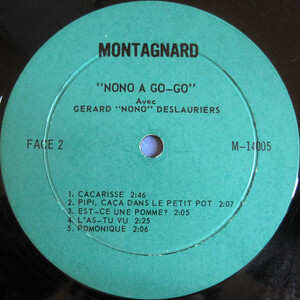 MONTAGNARD
"NONO A GO-GO"
Avec
GERARD "NONO" DESLAURIERS
FACE 2 M-14005
1. CACARISSE 2:46
2. PIPI, CACA DANS LE PETIT POT 2:07
3. EST-CE UNE POMME? 2:05
4. L'AS-TU VU 2:25
5. POMONIQUE 2:06